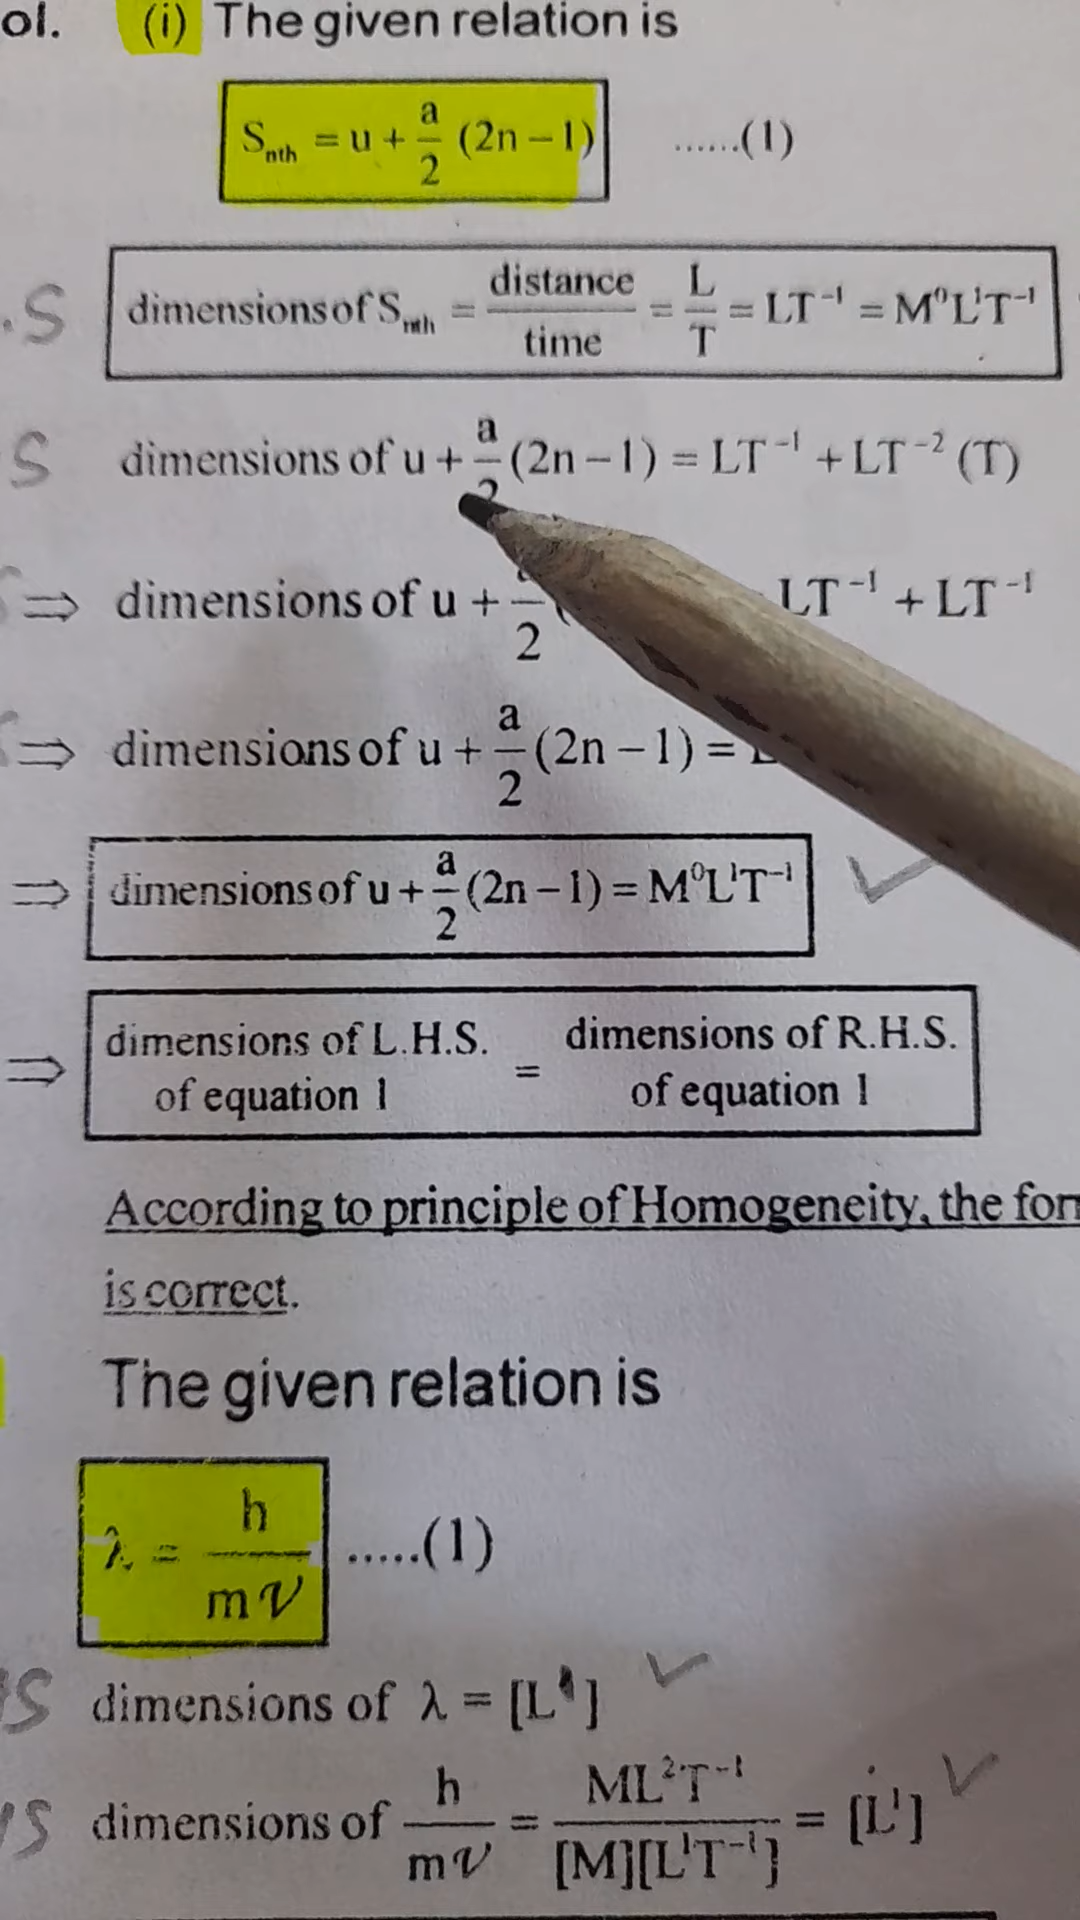 ol. (i) The given relation is
Sₙₜₕ = u + a/2 (2n – 1) ......(1)
.S dimensions of Sₙₜₕ = distance/time = L/T = LT⁻¹ = M⁰L¹T⁻¹
S dimensions of u + a/2 (2n – 1) = LT⁻¹ + LT⁻² (T)
⇒ dimensions of u + /2 ( LT⁻¹ + LT⁻¹
⇒ dimensions of u + a/2 (2n – 1) =
⇒ dimensions of u + a/2 (2n – 1) = M⁰L¹T⁻¹
⇒ dimensions of L.H.S. of equation 1 = dimensions of R.H.S. of equation 1
According to principle of Homogeneity, the for
is correct.
The given relation is
λ = h/mv .....(1)
S dimensions of λ = [L]
S dimensions of h/mv = ML²T⁻¹/[M][L¹T⁻¹] = [L¹]